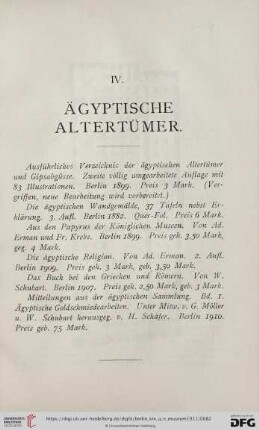 IV.
ÄGYPTISCHE
ALTERTÜMER.
Ausführliches Verzeichnis der ägyptischen Altertümer
und Gipsabgüsse. Zweite völlig umgearbeitete Auflage mit
83 Illustrationen. Berlin 1899. Preis 3 Mark. (Ver-
griffen, neue Bearbeitung wird vorbereitet.)
Die ägyptischen Wandgemälde, 37 Tafeln nebst Er-
klärung. 3. Aufl. Berlin 1882. Quer-Fol. Preis 6 Mark.
Aus den Papyrus der Königlichen Museen. Von Ad.
Erman und Fr. Krebs. Berlin 1899. Preis geh. 3,50 Mark,
geg. 4 Mark.
Die ägyptische Religion. Von Ad. Erman. 2. Aufl.
Berlin 1909. Preis geh. 3 Mark, geb. 3,50 Mark.
Das Buch bei den Griechen und Römern. Von W.
Schubart. Berlin 1907. Preis geh. 2,50 Mark, geb. 3 Mark.
Mitteilungen aus der ägyptischen Sammlung. Bd. 1.
Ägyptische Goldschmiedearbeiten. Unter Mitw. v. G. Möller
u. W. Schubart herausgeg. v. H. Schäfer. Berlin 1910.
Preis geb. 75 Mark.
UNIVERSITÄTS-
BIBLIOTHEK
HEIDELBERG
DFG